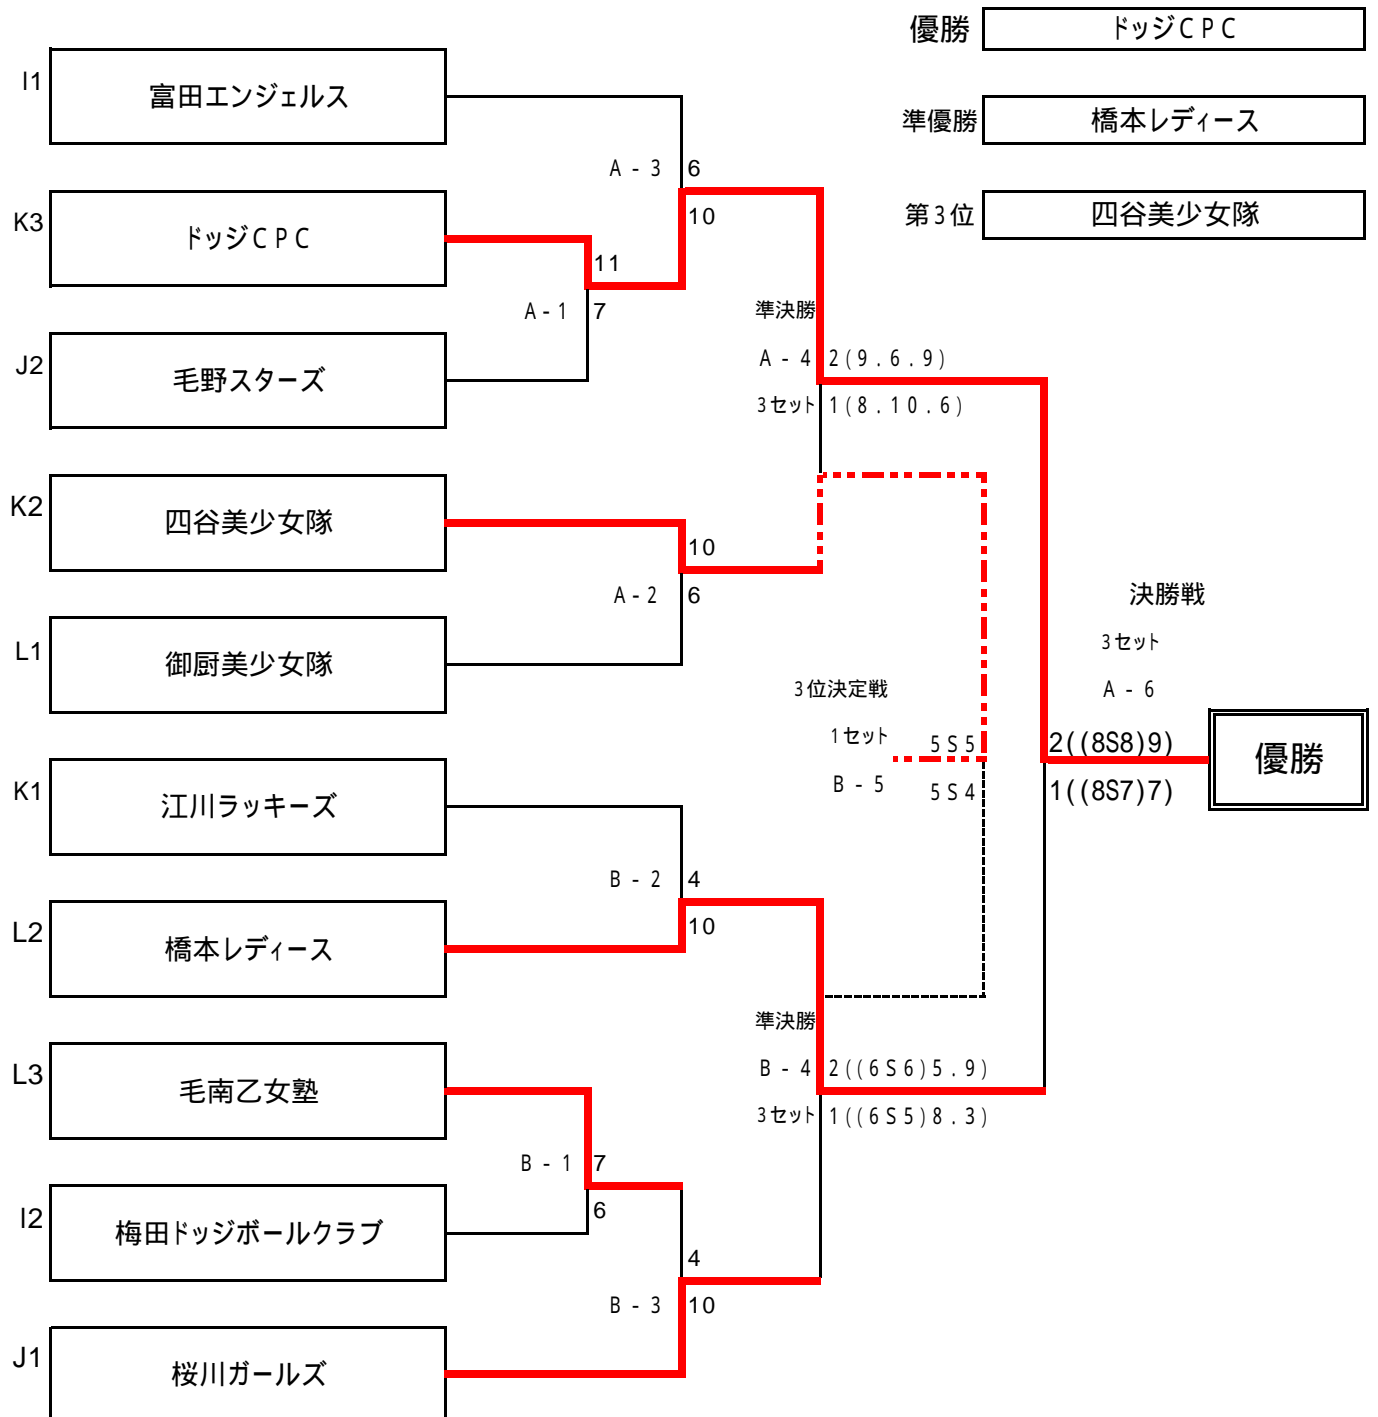 優勝 ドッジCPC
I1 富田エンジェルス
準優勝 橋本レディース
A-3 6
10
第3位 四谷美少女隊
K3 ドッジCPC
11
A-1 7
準決勝
J2 毛野スターズ
A-4 2(9.6.9)
3セット 1(8.10.6)
K2 四谷美少女隊
10
A-2 6
決勝戦
3セット
L1 御厨美少女隊
3位決定戦
A-6
1セット 5S5
2((8S8)9)
優勝
B-5 5S4
1((8S7)7)
K1 江川ラッキーズ
B-2 4
10
L2 橋本レディース
準決勝
L3 毛南乙女塾
B-4 2((6S6)5.9)
3セット 1((6S5)8.3)
B-1 7
6
I2 梅田ドッジボールクラブ
4
B-3 10
J1 桜川ガールズ